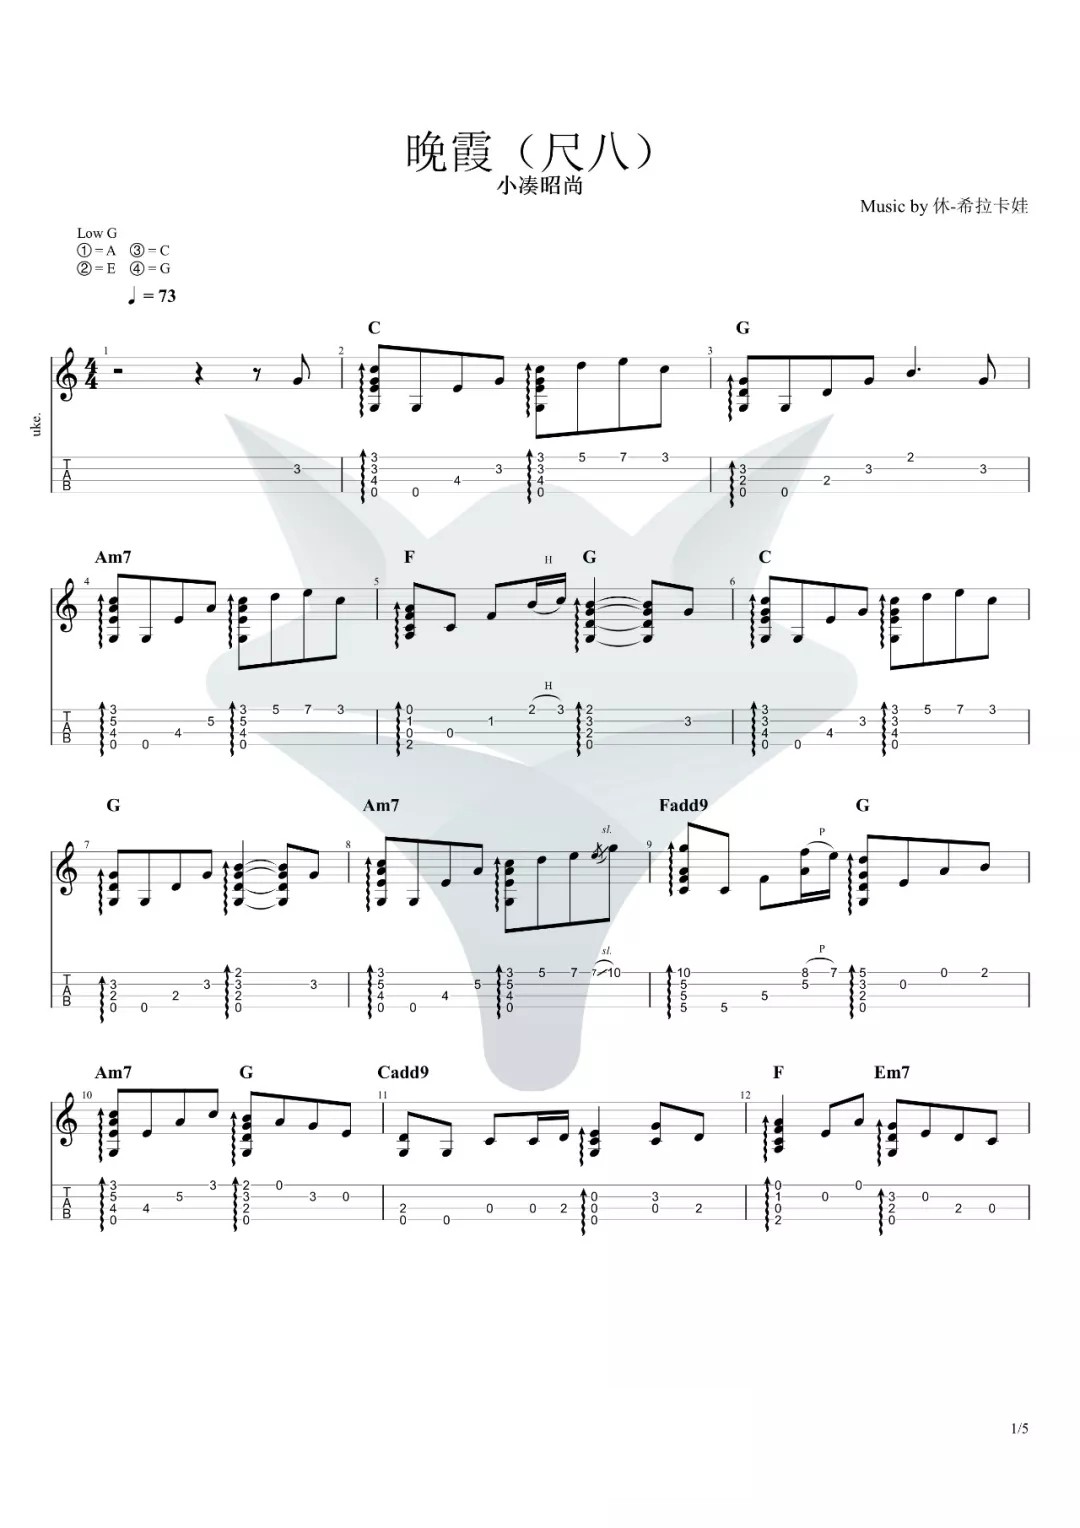 晚霞（尺八）
小凑昭尚
Music by 休-希拉卡娃
Low G
① = A ③ = C
② = E ④ = G
♩ = 73
C G
1 2 3
4 4
uke.
T 3 3 5 7 3 2
A 3 3 3 3 3 3 3
B 4 4 4 2 2
0 0 0 0 0
Am7 F H G C
4 5 6
H
3 3 5 7 3 0 2 3 2 3 3 5 7 3
T 5 5 5 1 1 3 3 3 3 3
A 4 4 4 0 0 2 4 4 4
B 0 0 0 2 0 0 0 0
G Am7 Fadd9 G
7 8 sl. 9 P
sl. P
2 3 3 5 7 7 10 10 8 7 5 0 2
T 3 3 3 3 5 5 5 5 5 3 0
A 2 2 2 4 4 4 5 5 2
B 0 0 0 0 0 0 5 5 0
Am7 G Cadd9 F Em7
10 11 12
3 3 2 0 0 0
T 5 5 3 3 0 0 3 1 0 3 0
A 4 4 2 2 0 0 2 0 0 2 0 2 2 0
B 0 0 0 0 0 2 0
1/5